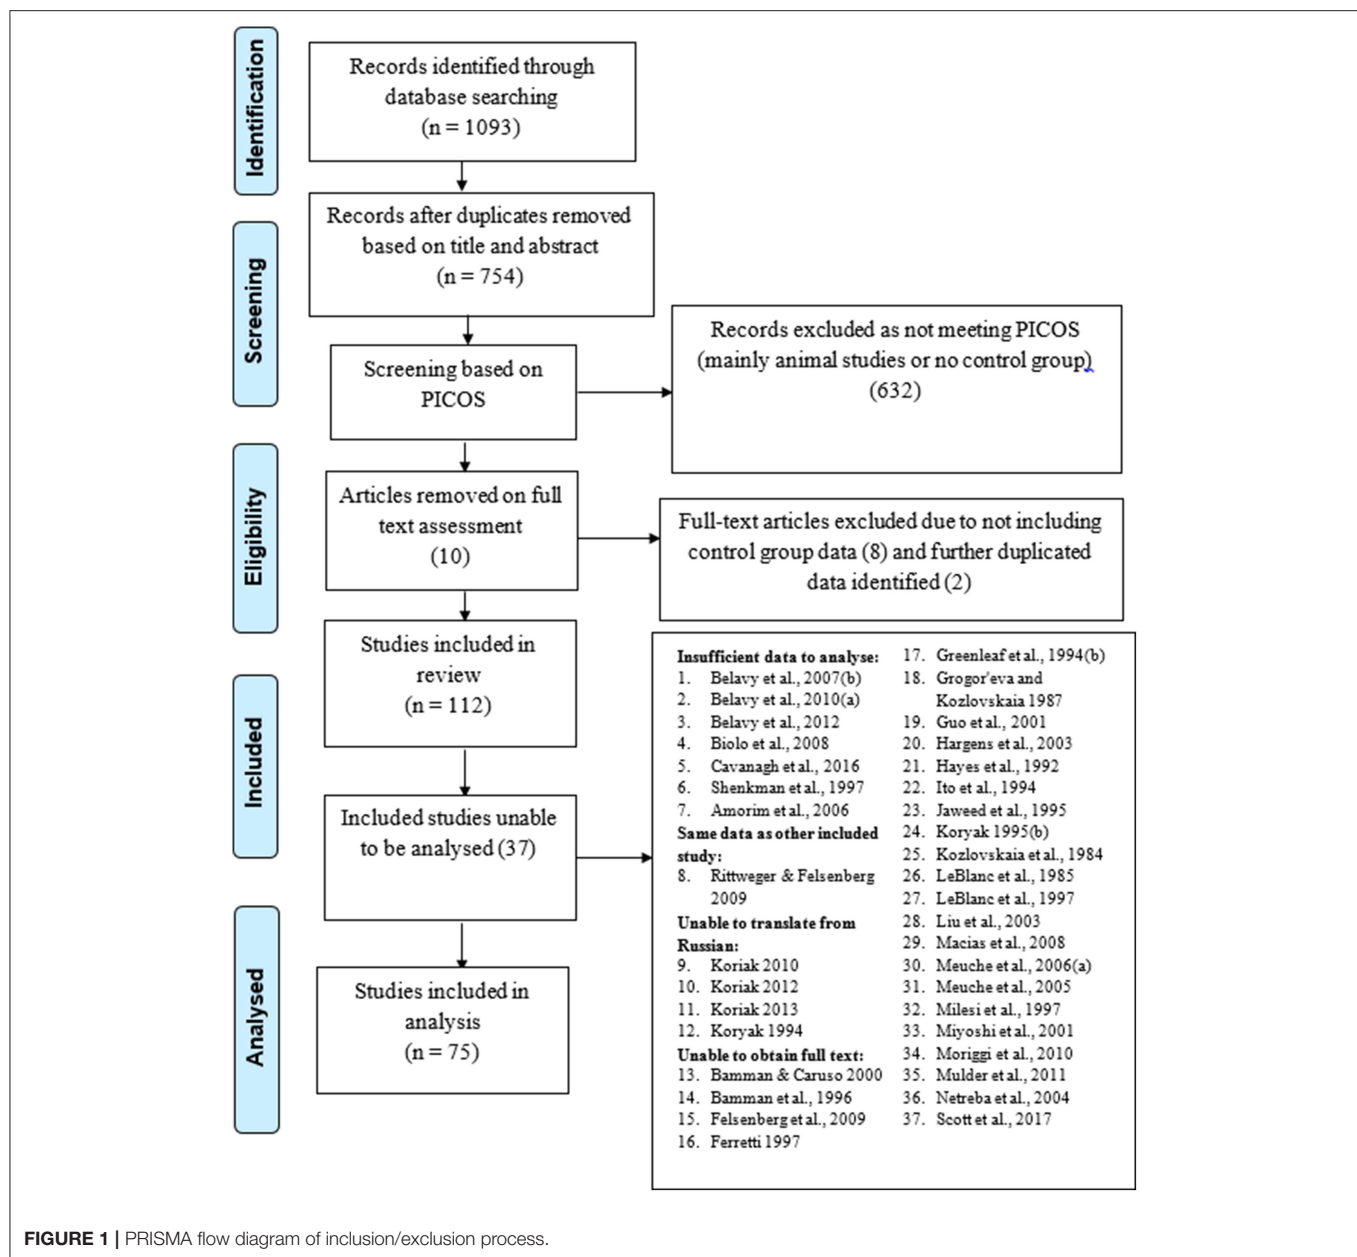 Identification
Records identified through
database searching
(n = 1093)
Screening
Records after duplicates removed
based on title and abstract
(n = 754)
Screening based on
PICOS
Records excluded as not meeting PICOS
(mainly animal studies or no control group)
(632)
Eligibility
Articles removed on full
text assessment
(10)
Full-text articles excluded due to not including
control group data (8) and further duplicated
data identified (2)
Included
Studies included in
review
(n = 112)
Included studies unable
to be analysed (37)
Insufficient data to analyse:
1. Belavy et al., 2007(b)
2. Belavy et al., 2010(a)
3. Belavy et al., 2012
4. Biolo et al., 2008
5. Cavanagh et al., 2016
6. Shenkman et al., 1997
7. Amorim et al., 2006
Same data as other included
study:
8. Rittweger & Felsenberg
2009
Unable to translate from
Russian:
9. Koriak 2010
10. Koriak 2012
11. Koriak 2013
12. Koryak 1994
Unable to obtain full text:
13. Bamman & Caruso 2000
14. Bamman et al., 1996
15. Felsenberg et al., 2009
16. Ferretti 1997
17. Greenleaf et al., 1994(b)
18. Grogor'eva and
Kozlovskaia 1987
19. Guo et al., 2001
20. Hargens et al., 2003
21. Hayes et al., 1992
22. Ito et al., 1994
23. Jaweed et al., 1995
24. Koryak 1995(b)
25. Kozlovskaia et al., 1984
26. LeBlanc et al., 1985
27. LeBlanc et al., 1997
28. Liu et al., 2003
29. Macias et al., 2008
30. Meuche et al., 2006(a)
31. Meuche et al., 2005
32. Milesi et al., 1997
33. Miyoshi et al., 2001
34. Moriggi et al., 2010
35. Mulder et al., 2011
36. Netreba et al., 2004
37. Scott et al., 2017
Analysed
Studies included in
analysis
(n = 75)
FIGURE 1 | PRISMA flow diagram of inclusion/exclusion process.